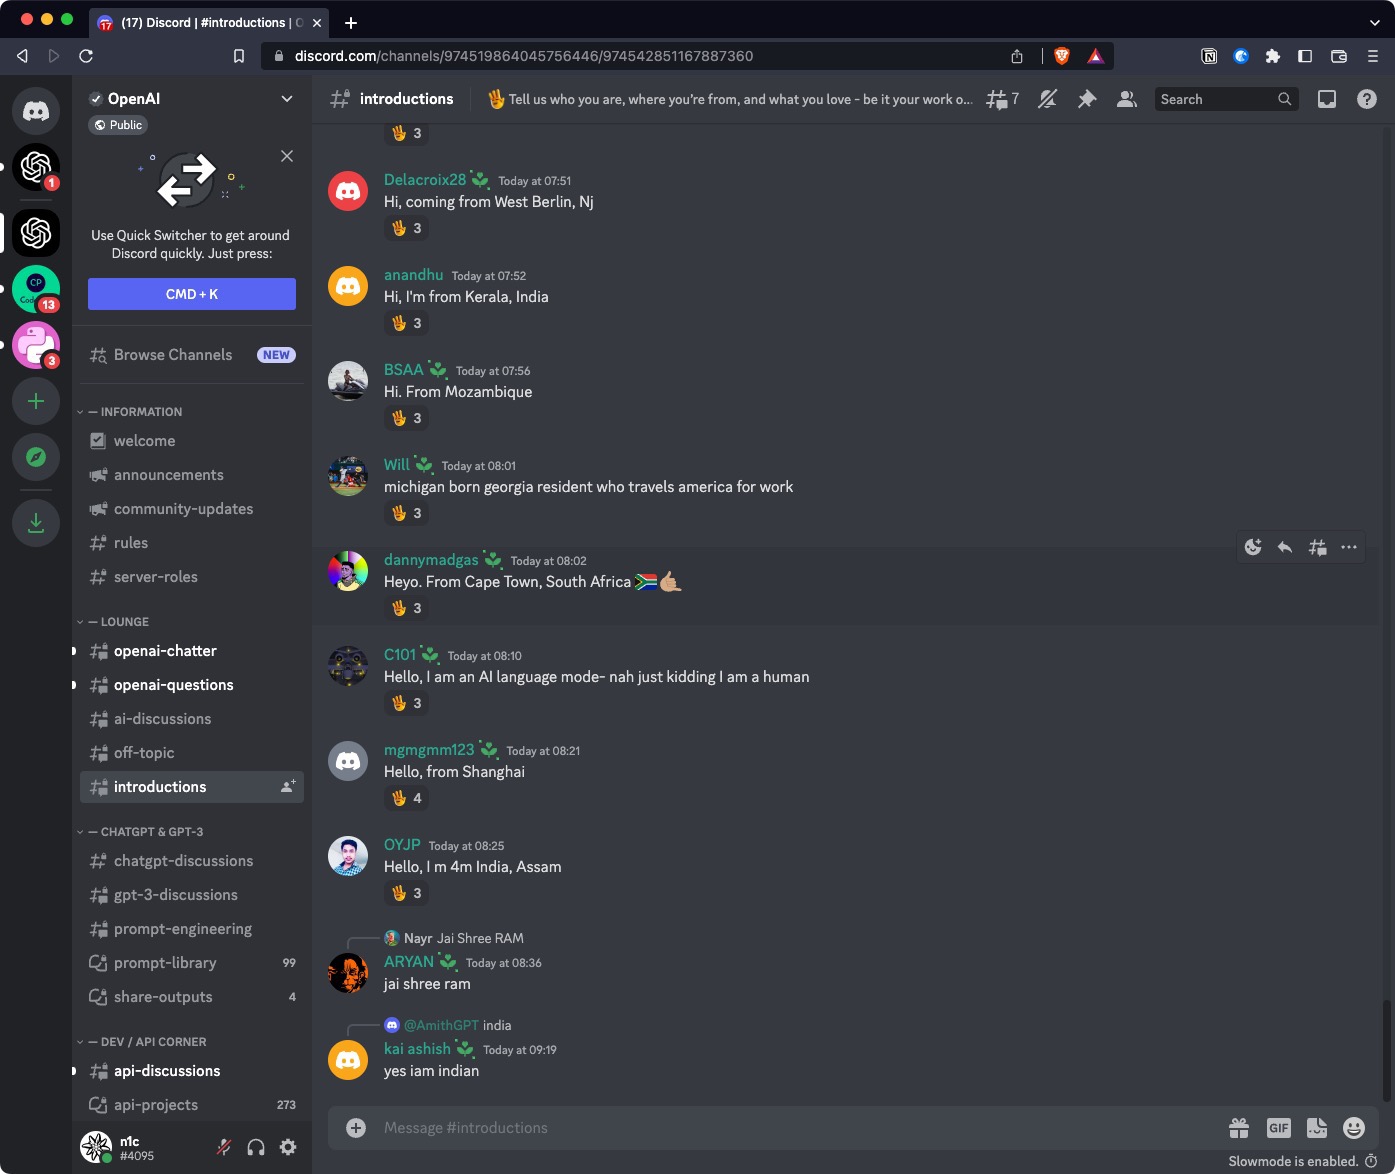 (17) Discord | #introductions | O
discord.com/channels/974519864045756446/974542851167887360
OpenAI
Public
Use Quick Switcher to get around
Discord quickly. Just press:
CMD + K
Browse Channels NEW
— INFORMATION
welcome
announcements
community-updates
rules
server-roles
— LOUNGE
openai-chatter
openai-questions
ai-discussions
off-topic
introductions
— CHATGPT & GPT-3
chatgpt-discussions
gpt-3-discussions
prompt-engineering
prompt-library 99
share-outputs 4
— DEV / API CORNER
api-discussions
api-projects 273
n1c
#4095
1
CP
13
3
introductions
🖖 Tell us who you are, where you're from, and what you love - be it your work o...
7
Search
🖖 3
Delacroix28 Today at 07:51
Hi, coming from West Berlin, Nj
🖖 3
anandhu Today at 07:52
Hi, I'm from Kerala, India
🖖 3
BSAA Today at 07:56
Hi. From Mozambique
🖖 3
Will Today at 08:01
michigan born georgia resident who travels america for work
🖖 3
dannymadgas Today at 08:02
Heyo. From Cape Town, South Africa 🇿🇦🤙🏽
🖖 3
C101 Today at 08:10
Hello, I am an AI language mode- nah just kidding I am a human
🖖 3
mgmgmm123 Today at 08:21
Hello, from Shanghai
🖖 4
OYJP Today at 08:25
Hello, I m 4m India, Assam
🖖 3
Nayr Jai Shree RAM
ARYAN Today at 08:36
jai shree ram
@AmithGPT india
kai ashish Today at 09:19
yes iam indian
Message #introductions
GIF
Slowmode is enabled.